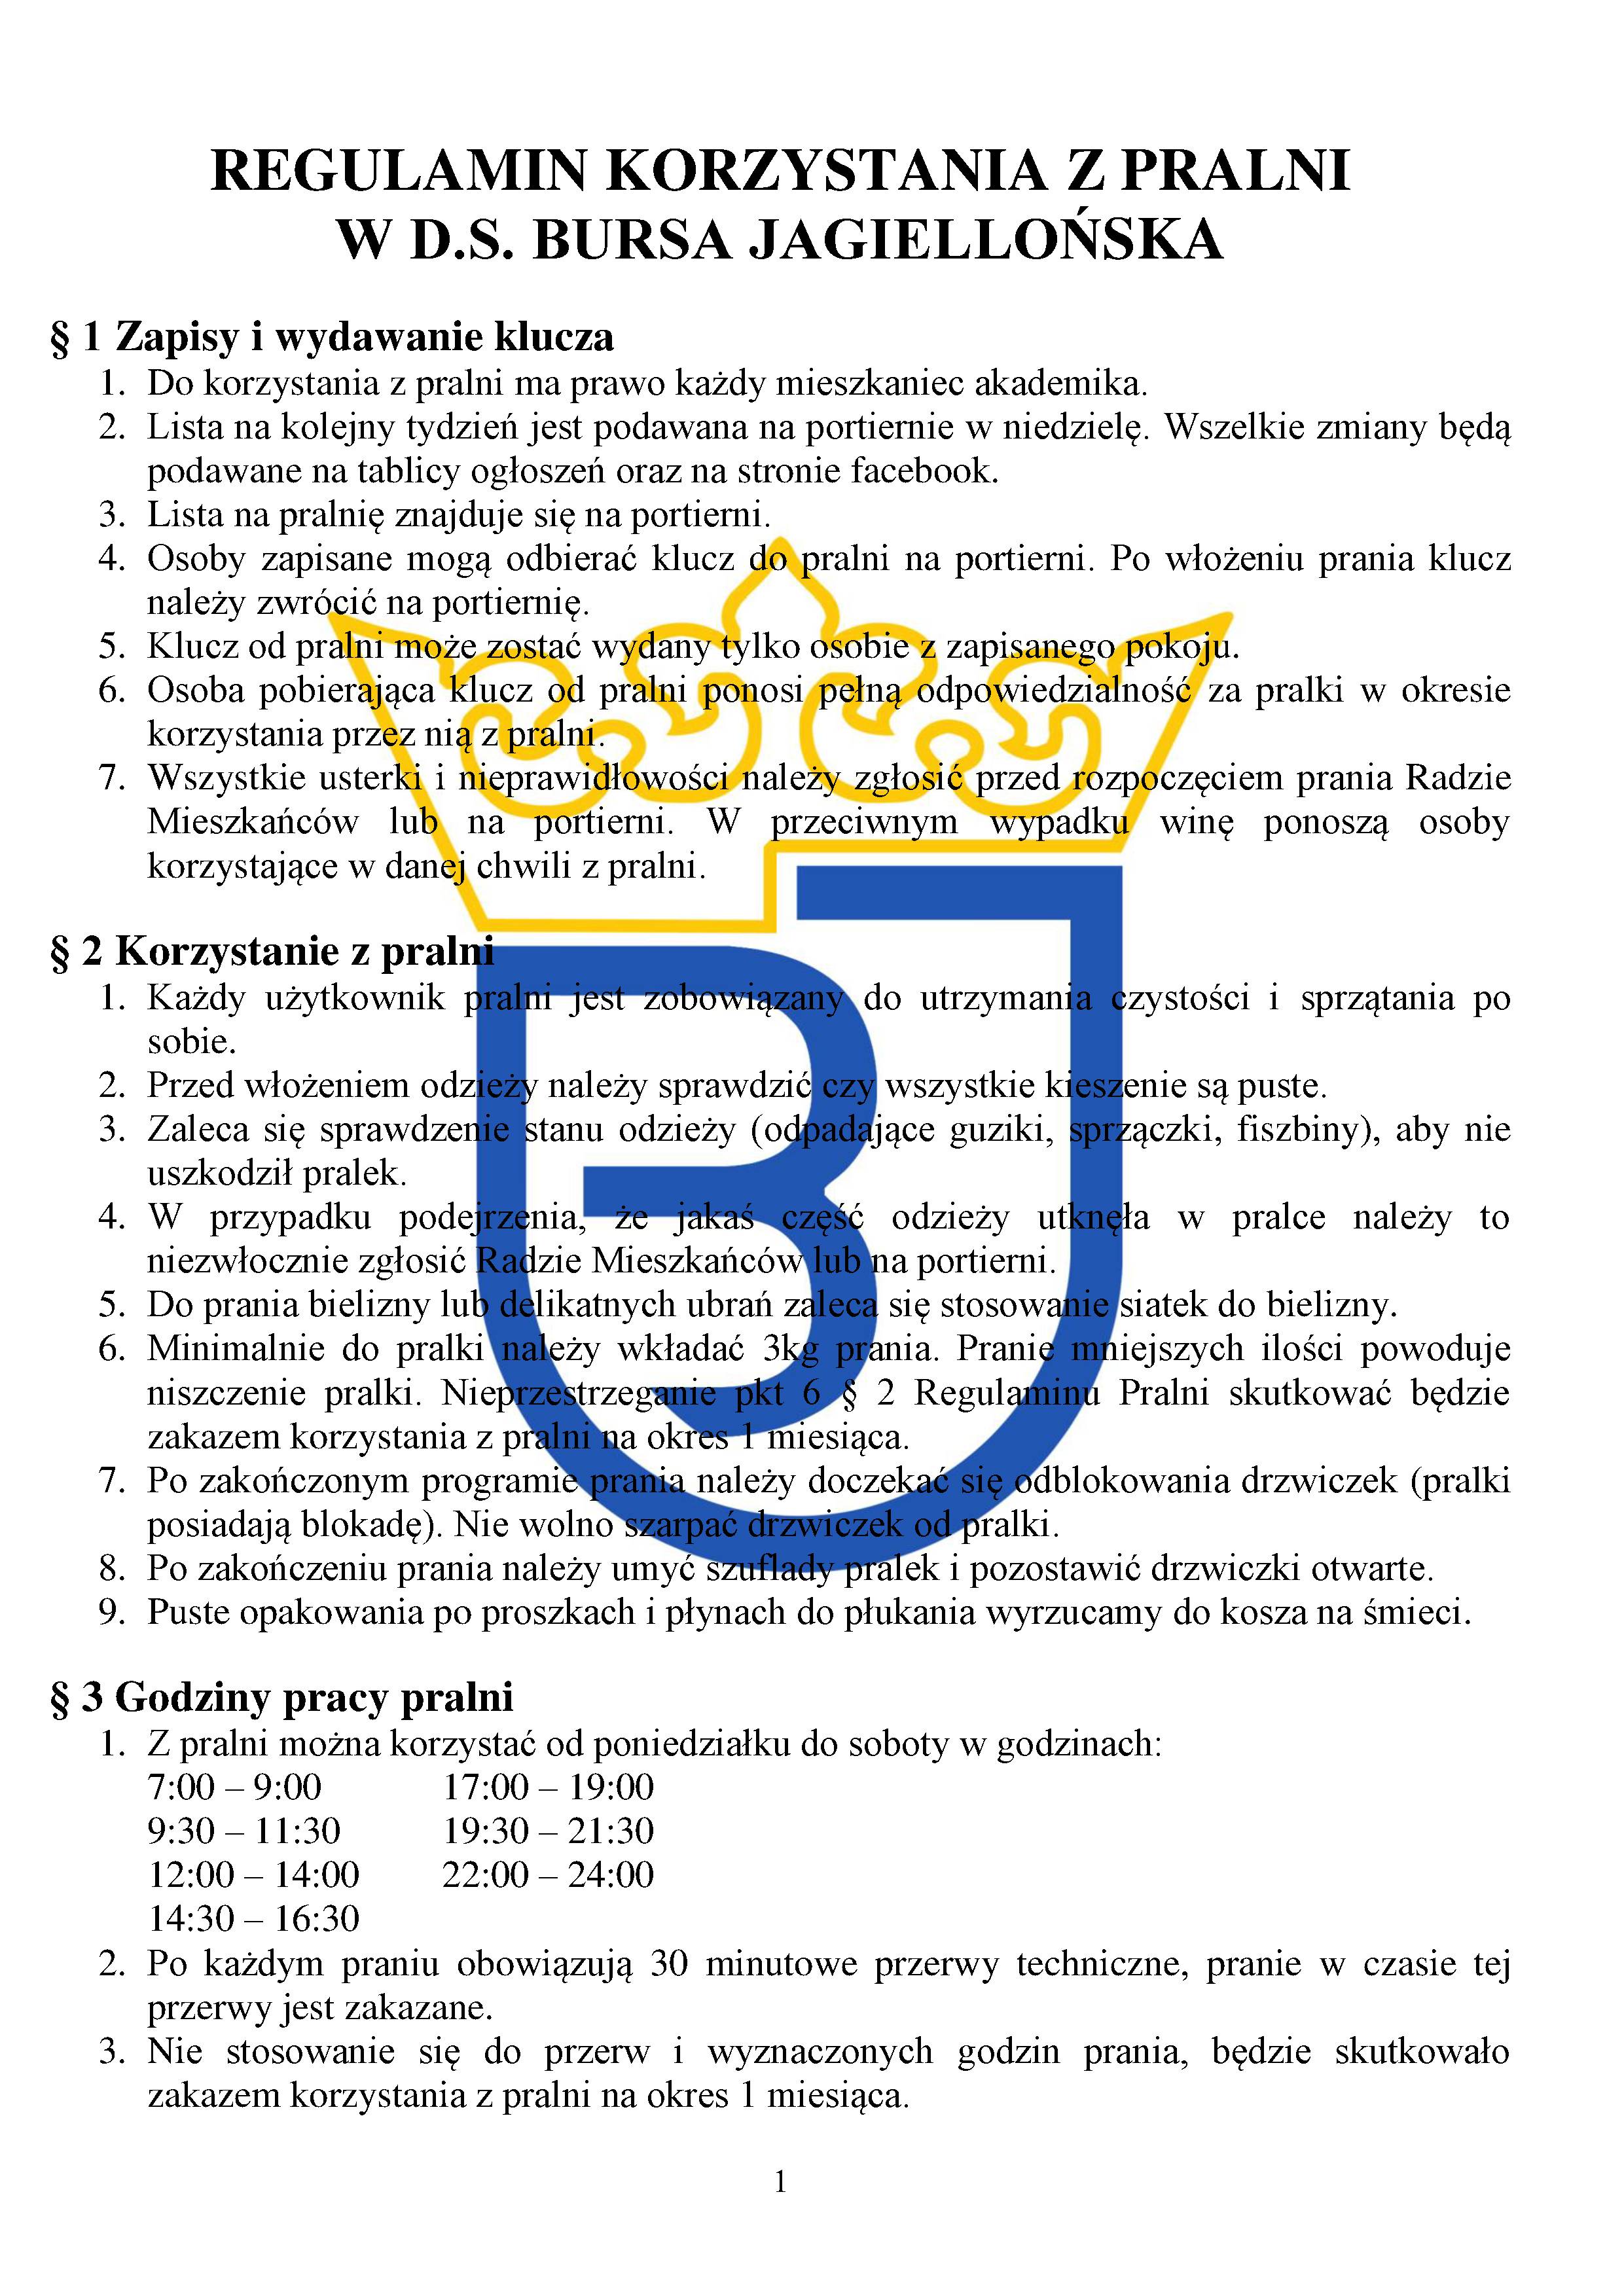 REGULAMIN KORZYSTANIA Z PRALNI
W D.S. BURSA JAGIELLOŃSKA
§ 1 Zapisy i wydawanie klucza
1. Do korzystania z pralni ma prawo każdy mieszkaniec akademika.
2. Lista na kolejny tydzień jest podawana na portiernie w niedzielę. Wszelkie zmiany będą
podawane na tablicy ogłoszeń oraz na stronie facebook.
3. Lista na pralnię znajduje się na portierni.
4. Osoby zapisane mogą odbierać klucz do pralni na portierni. Po włożeniu prania klucz
należy zwrócić na portiernię.
5. Klucz od pralni może zostać wydany tylko osobie z zapisanego pokoju.
6. Osoba pobierająca klucz od pralni ponosi pełną odpowiedzialność za pralki w okresie
korzystania przez nią z pralni.
7. Wszystkie usterki i nieprawidłowości należy zgłosić przed rozpoczęciem prania Radzie
Mieszkańców lub na portierni. W przeciwnym wypadku winę ponoszą osoby
korzystające w danej chwili z pralni.
§ 2 Korzystanie z pralni
1. Każdy użytkownik pralni jest zobowiązany do utrzymania czystości i sprzątania po
sobie.
2. Przed włożeniem odzieży należy sprawdzić czy wszystkie kieszenie są puste.
3. Zaleca się sprawdzenie stanu odzieży (odpadające guziki, sprzączki, fiszbiny), aby nie
uszkodził pralek.
4. W przypadku podejrzenia, że jakaś część odzieży utknęła w pralce należy to
niezwłocznie zgłosić Radzie Mieszkańców lub na portierni.
5. Do prania bielizny lub delikatnych ubrań zaleca się stosowanie siatek do bielizny.
6. Minimalnie do pralki należy wkładać 3kg prania. Pranie mniejszych ilości powoduje
niszczenie pralki. Nieprzestrzeganie pkt 6 § 2 Regulaminu Pralni skutkować będzie
zakazem korzystania z pralni na okres 1 miesiąca.
7. Po zakończonym programie prania należy doczekać się odblokowania drzwiczek (pralki
posiadają blokadę). Nie wolno szarpać drzwiczek od pralki.
8. Po zakończeniu prania należy umyć szuflady pralek i pozostawić drzwiczki otwarte.
9. Puste opakowania po proszkach i płynach do płukania wyrzucamy do kosza na śmieci.
§ 3 Godziny pracy pralni
1. Z pralni można korzystać od poniedziałku do soboty w godzinach:
7:00 – 9:00 17:00 – 19:00
9:30 – 11:30 19:30 – 21:30
12:00 – 14:00 22:00 – 24:00
14:30 – 16:30
2. Po każdym praniu obowiązują 30 minutowe przerwy techniczne, pranie w czasie tej
przerwy jest zakazane.
3. Nie stosowanie się do przerw i wyznaczonych godzin prania, będzie skutkowało
zakazem korzystania z pralni na okres 1 miesiąca.
1